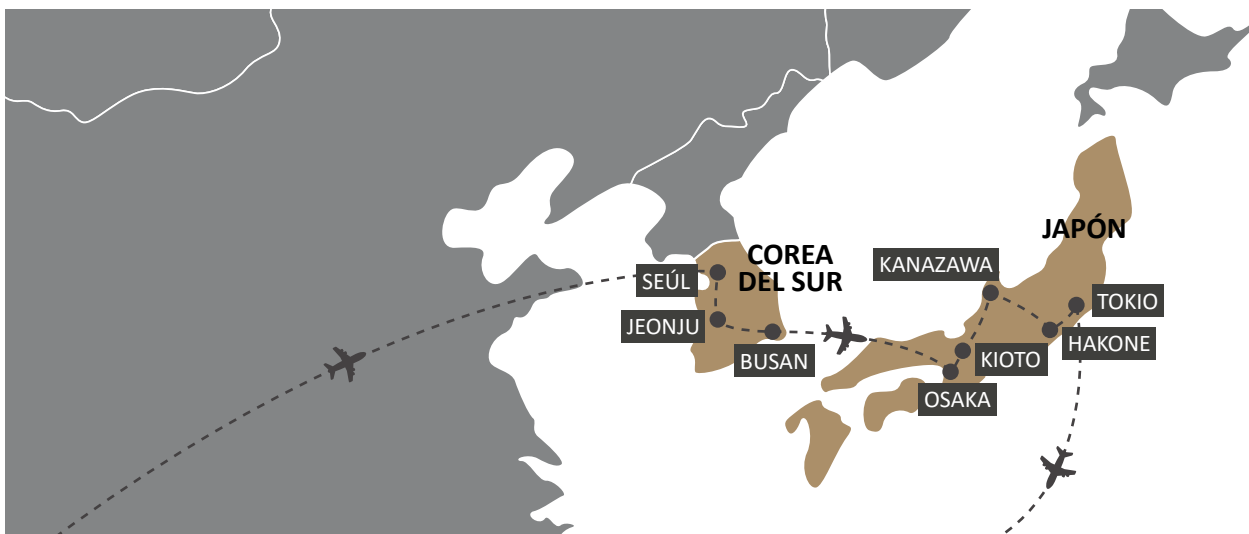 JAPÓN
COREA
DEL SUR
KANAZAWA
SEÚL
TOKIO
JEONJU
HAKONE
BUSAN
KIOTO
OSAKA